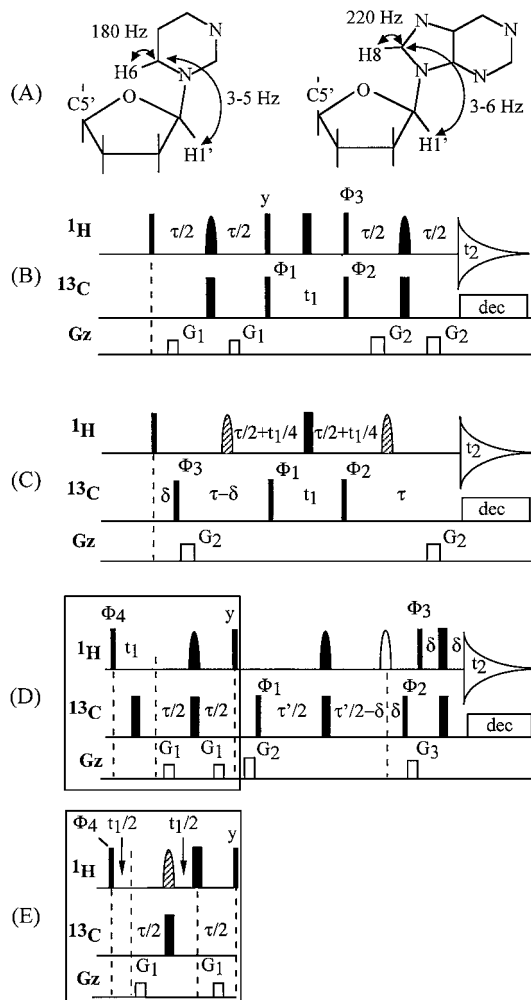 (A)
180 Hz
N
H6
N
O
C5'
3-5 Hz
H1'
220 Hz
N
N
H8
N
N
O
C5'
3-6 Hz
H1'
(B)
y
Φ3
1H
τ/2
τ/2
τ/2
τ/2
t2
13C
Φ1
t1
Φ2
dec
Gz
G1
G1
G2
G2
(C)
1H
τ/2+t1/4
τ/2+t1/4
t2
13C
δ
Φ3
τ-δ
Φ1
t1
Φ2
τ
dec
Gz
G2
G2
(D)
Φ4
y
Φ3
1H
t1
δ
δ
t2
13C
τ/2
τ/2
Φ1
τ'/2
τ'/2-δ
δ
Φ2
dec
Gz
G1
G1
G2
G3
(E)
Φ4
t1/2
t1/2
y
1H
13C
τ/2
τ/2
Gz
G1
G1